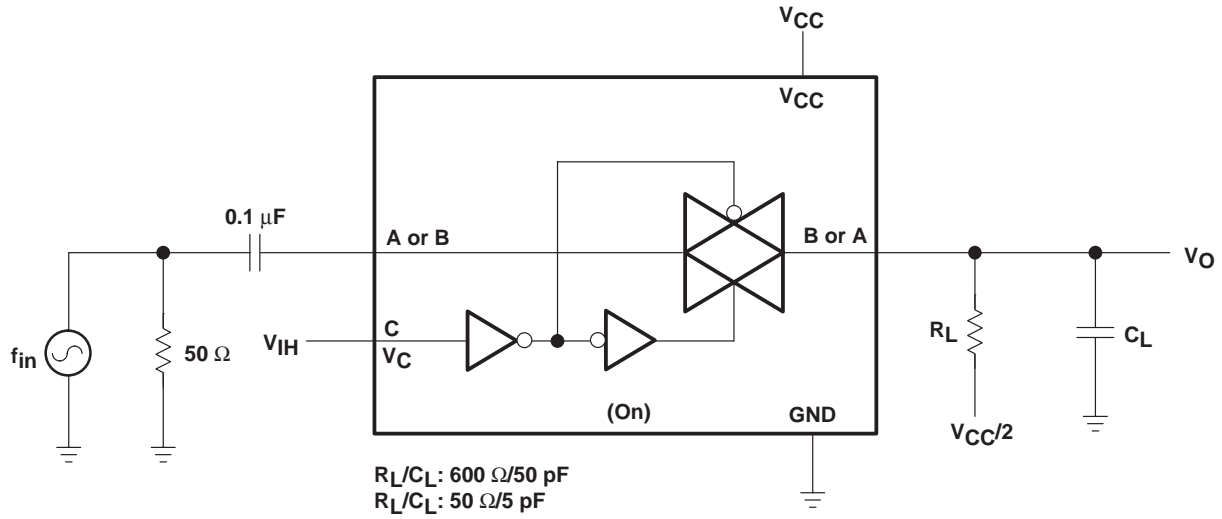 VCC
VCC
0.1 μF
A or B
B or A
VO
fin
50 Ω
VIH
C
VC
RL
CL
(On)
GND
VCC/2
RL/CL: 600 Ω/50 pF
RL/CL: 50 Ω/5 pF